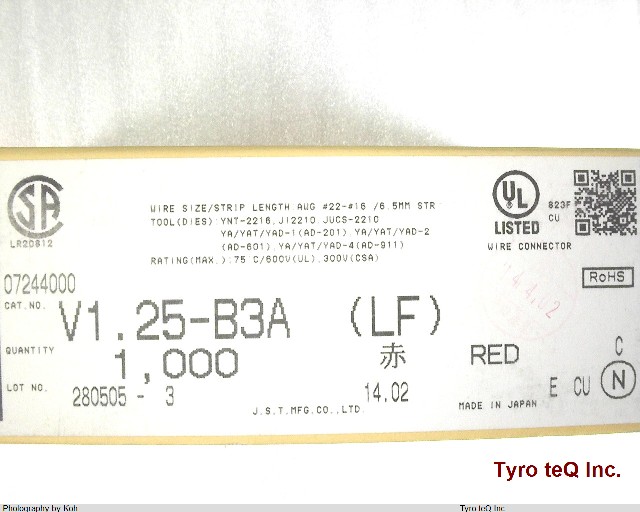 WIRE SIZE/STRIP LENGTH AWG #22-#16 /6.5MM STR
TOOL(DIES):YNT-2216,JI2210,JUCS-2210
YA/YAT/YAD-1(AD-201),YA/YAT/YAD-2
(AD-601),YA/YAT/YAD-4(AD-911)
RATING(MAX.):75℃/600V(UL),300V(CSA)
LR20812
UL
LISTED
823F
CU
WIRE CONNECTOR
RoHS
07244000
CAT.NO. V1.25-B3A (LF)
QUANTITY 1,000 赤 RED
LOT NO. 280505 - 3 14.02
J.S.T.MFG.CO.,LTD.
MADE IN JAPAN
E CU N
C
Tyro teQ Inc.
Photography by Koh Tyro teQ Inc.